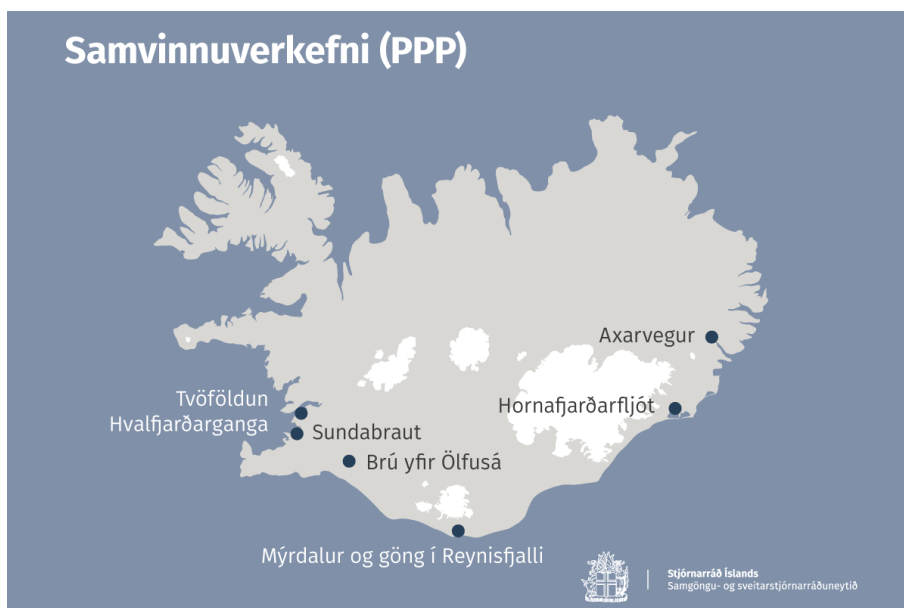 Samvinnuverkefni (PPP)
Axarvegur
Hornafjarðarfljót
Tvöföldun
Hvalfjarðarganga
Sundabraut
Brú yfir Ölfusá
Mýrdalur og göng í Reynisfjalli
Stjórnarráð Íslands
Samgöngu- og sveitarstjórnarráðuneytið